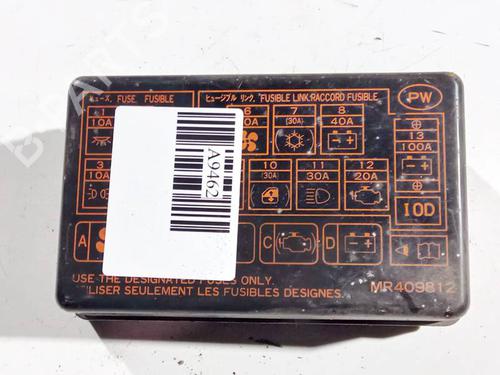 ヒューズ, FUSE, FUSIBLE
ヒュージブル リンク, "FUSIBLE LINK, RACCORD FUSIBLE
PW
1 6 7 8
10A (30A) 40A
13
100A
3 10 11 12
10A (30A) 30A 20A
IOD
A C D
USE THE DESIGNATED FUSES ONLY.
LISER SEULEMENT LES FUSIBLES DESIGNES.
MR409812
A9462